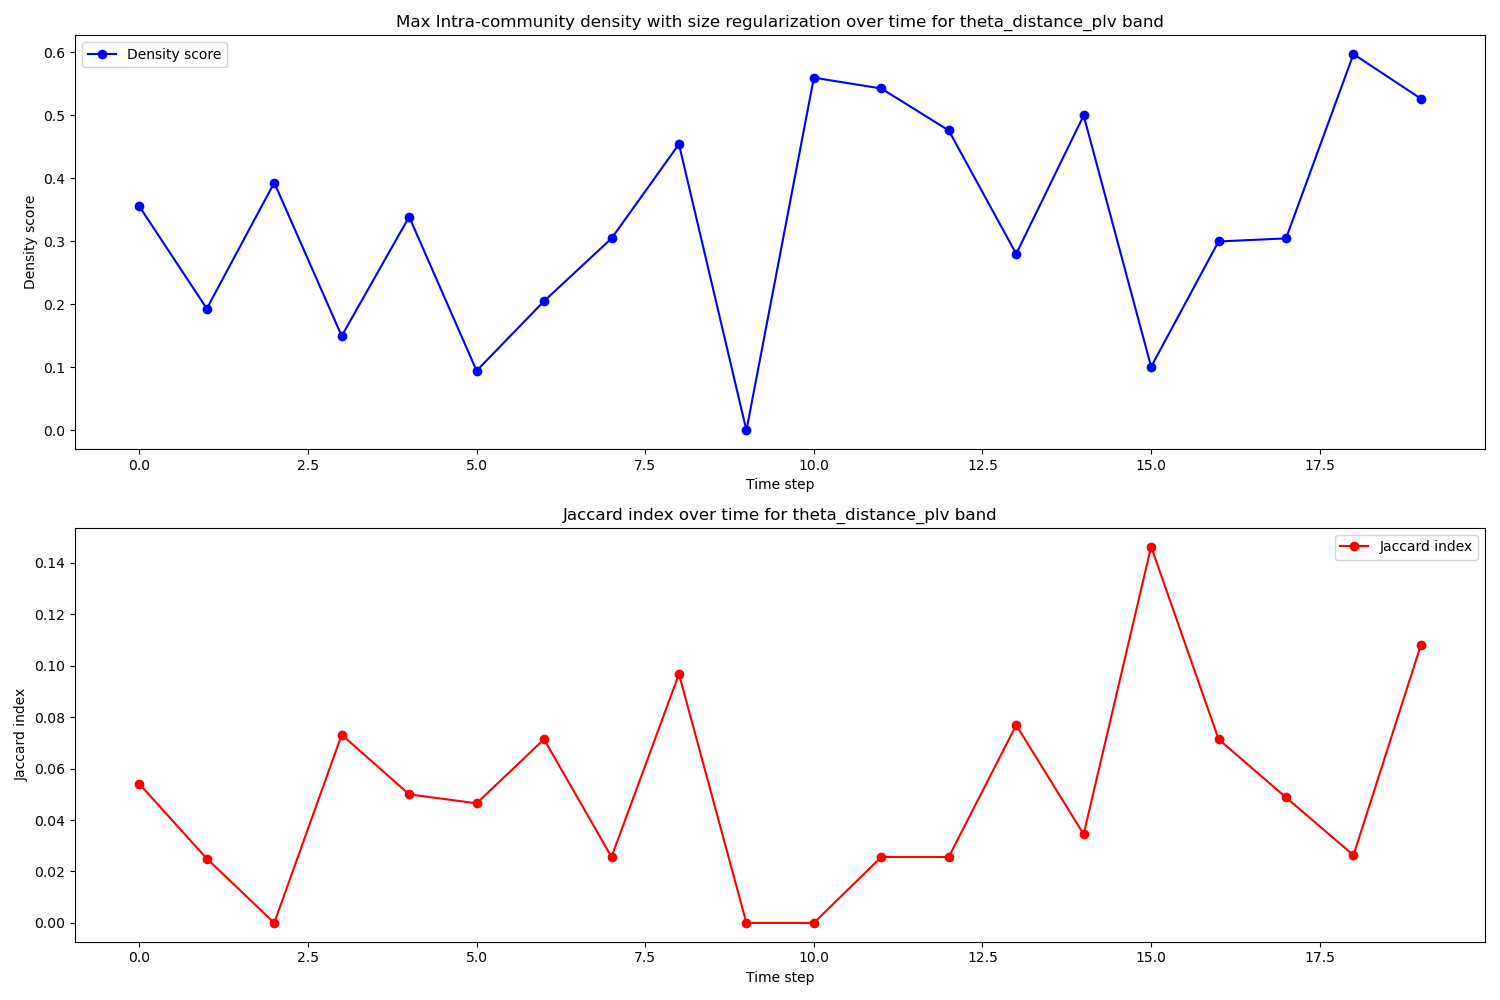 Max Intra-community density with size regularization over time for theta_distance_plv band
Density score
0.6
0.5
0.4
0.3
0.2
0.1
0.0
Density score
0.0 2.5 5.0 7.5 10.0 12.5 15.0 17.5
Time step
Jaccard index over time for theta_distance_plv band
Jaccard index
0.14
0.12
0.10
0.08
0.06
0.04
0.02
0.00
Jaccard index
0.0 2.5 5.0 7.5 10.0 12.5 15.0 17.5
Time step